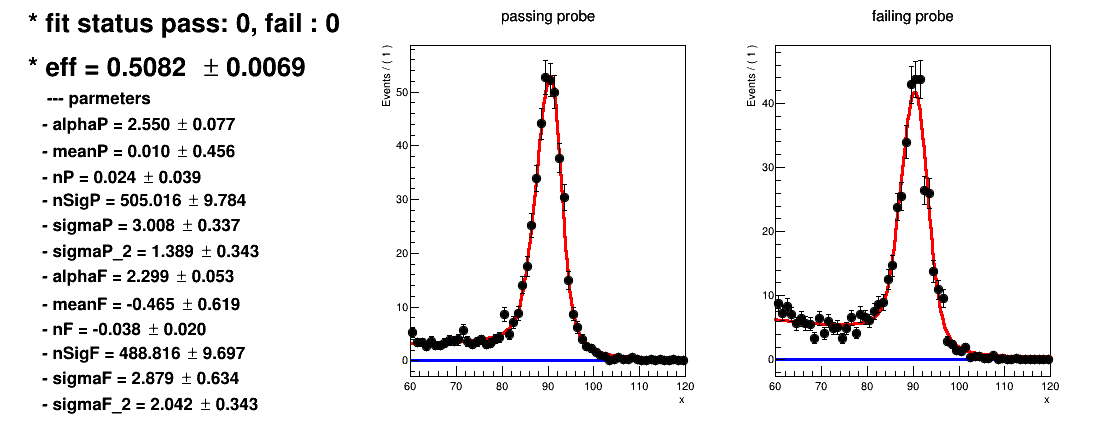 * fit status pass: 0, fail : 0
* eff = 0.5082 ± 0.0069
--- parmeters
- alphaP = 2.550 ± 0.077
- meanP = 0.010 ± 0.456
- nP = 0.024 ± 0.039
- nSigP = 505.016 ± 9.784
- sigmaP = 3.008 ± 0.337
- sigmaP_2 = 1.389 ± 0.343
- alphaF = 2.299 ± 0.053
- meanF = -0.465 ± 0.619
- nF = -0.038 ± 0.020
- nSigF = 488.816 ± 9.697
- sigmaF = 2.879 ± 0.634
- sigmaF_2 = 2.042 ± 0.343
passing probe
Events / ( 1 )
50
40
30
20
10
0
60 70 80 90 100 110 120
x
failing probe
Events / ( 1 )
40
30
20
10
0
60 70 80 90 100 110 120
x